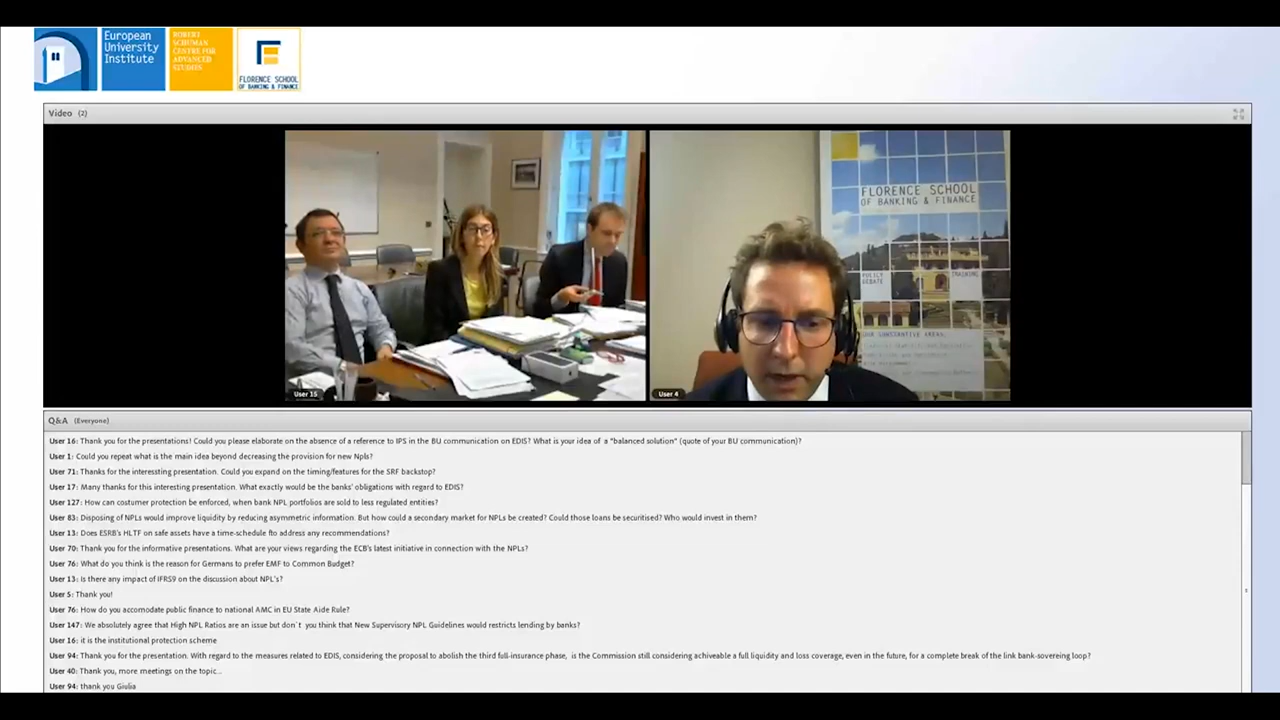 European
University
Institute
ROBERT
SCHUMAN
CENTRE FOR
ADVANCED
STUDIES
FLORENCE SCHOOL
OF BANKING & FINANCE
Video (2)
FLORENCE SCHOOL
OF BANKING & FINANCE
POLICY
DEBATE
TRAINING
OUR SUBSTANTIVE AREAS
User 15
User 4
Q&A (Everyone)
User 16: Thank you for the presentations! Could you please elaborate on the absence of a reference to IPS in the BU communication on EDIS? What is your idea of a "balanced solution" (quote of your BU communication)?
User 1: Could you repeat what is the main idea beyond decreasing the provision for new Npls?
User 71: Thanks for the interessting presentation. Could you expand on the timing/features for the SRF backstop?
User 17: Many thanks for this interesting presentation. What exactly would be the banks' obligations with regard to EDIS?
User 127: How can costumer protection be enforced, when bank NPL portfolios are sold to less regulated entities?
User 83: Disposing of NPLs would improve liquidity by reducing asymmetric information. But how could a secondary market for NPLs be created? Could those loans be securitised? Who would invest in them?
User 13: Does ESRB's HLTF on safe assets have a time-schedule fto address any recommendations?
User 70: Thank you for the informative presentations. What are your views regarding the ECB's latest initiative in connection with the NPLs?
User 76: What do you think is the reason for Germans to prefer EMF to Common Budget?
User 13: Is there any impact of IFRS9 on the discussion about NPL's?
User 5: Thank you!
User 76: How do you accomodate public finance to national AMC in EU State Aide Rule?
User 147: We absolutely agree that High NPL Ratios are an issue but don`t you think that New Supervisory NPL Guidelines would restricts lending by banks?
User 16: it is the institutional protection scheme
User 94: Thank you for the presentation. With regard to the measures related to EDIS, considering the proposal to abolish the third full-insurance phase, is the Commission still considering achieveable a full liquidity and loss coverage, even in the future, for a complete break of the link bank-sovereing loop?
User 40: Thank you, more meetings on the topic...
User 94: thank you Giulia